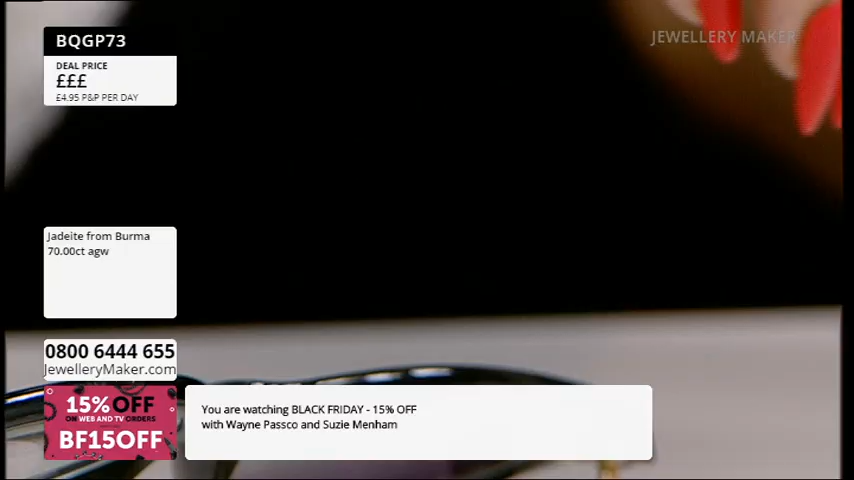 BQGP73
DEAL PRICE
£££
£4.95 P&P PER DAY
JEWELLERY MAKER
Jadeite from Burma
70.00ct agw
0800 6444 655
JewelleryMaker.com
15% OFF
ON WEB AND TV ORDERS
BF15OFF
You are watching BLACK FRIDAY - 15% OFF
with Wayne Passco and Suzie Menham